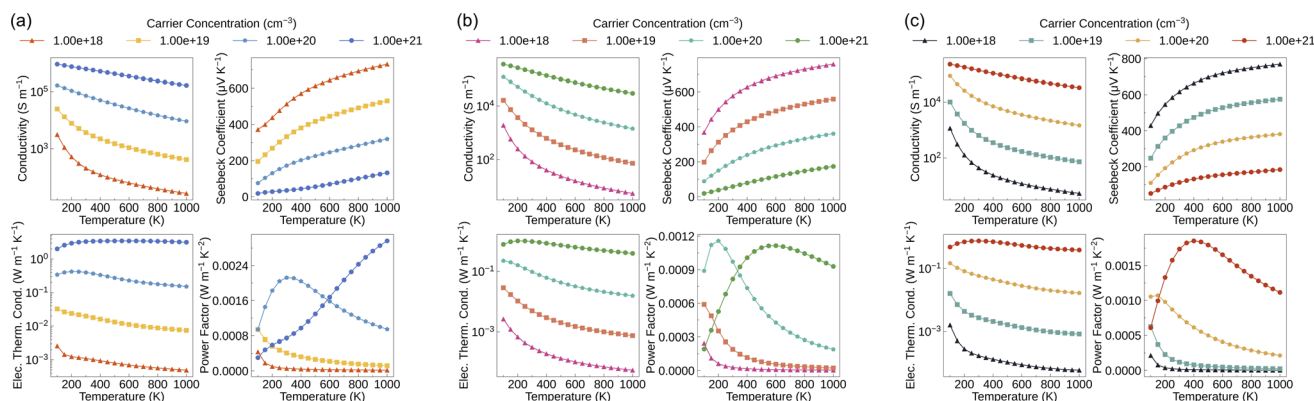 (a)
Carrier Concentration (cm⁻³)
1.00e+18 1.00e+19 1.00e+20 1.00e+21
Conductivity (S m⁻¹)
10⁵
10³
200 400 600 800 1000
Temperature (K)
Seebeck Coefficient (µV K⁻¹)
600
400
200
0
200 400 600 800 1000
Temperature (K)
Elec. Therm. Cond. (W m⁻¹ K⁻¹)
10⁰
10⁻¹
10⁻²
10⁻³
200 400 600 800 1000
Temperature (K)
Power Factor (W m⁻¹ K⁻²)
0.0024
0.0016
0.0008
0.0000
200 400 600 800 1000
Temperature (K)
(b)
Carrier Concentration (cm⁻³)
1.00e+18 1.00e+19 1.00e+20 1.00e+21
Conductivity (S m⁻¹)
10⁴
10²
200 400 600 800 1000
Temperature (K)
Seebeck Coefficient (µV K⁻¹)
600
400
200
0
200 400 600 800 1000
Temperature (K)
Elec. Therm. Cond. (W m⁻¹ K⁻¹)
10⁻¹
10⁻³
200 400 600 800 1000
Temperature (K)
Power Factor (W m⁻¹ K⁻²)
0.0012
0.0009
0.0006
0.0003
0.0000
200 400 600 800 1000
Temperature (K)
(c)
Carrier Concentration (cm⁻³)
1.00e+18 1.00e+19 1.00e+20 1.00e+21
Conductivity (S m⁻¹)
10⁴
10²
200 400 600 800 1000
Temperature (K)
Seebeck Coefficient (µV K⁻¹)
800
600
400
200
0
200 400 600 800 1000
Temperature (K)
Elec. Therm. Cond. (W m⁻¹ K⁻¹)
10⁻¹
10⁻³
200 400 600 800 1000
Temperature (K)
Power Factor (W m⁻¹ K⁻²)
0.0015
0.0010
0.0005
0.0000
200 400 600 800 1000
Temperature (K)